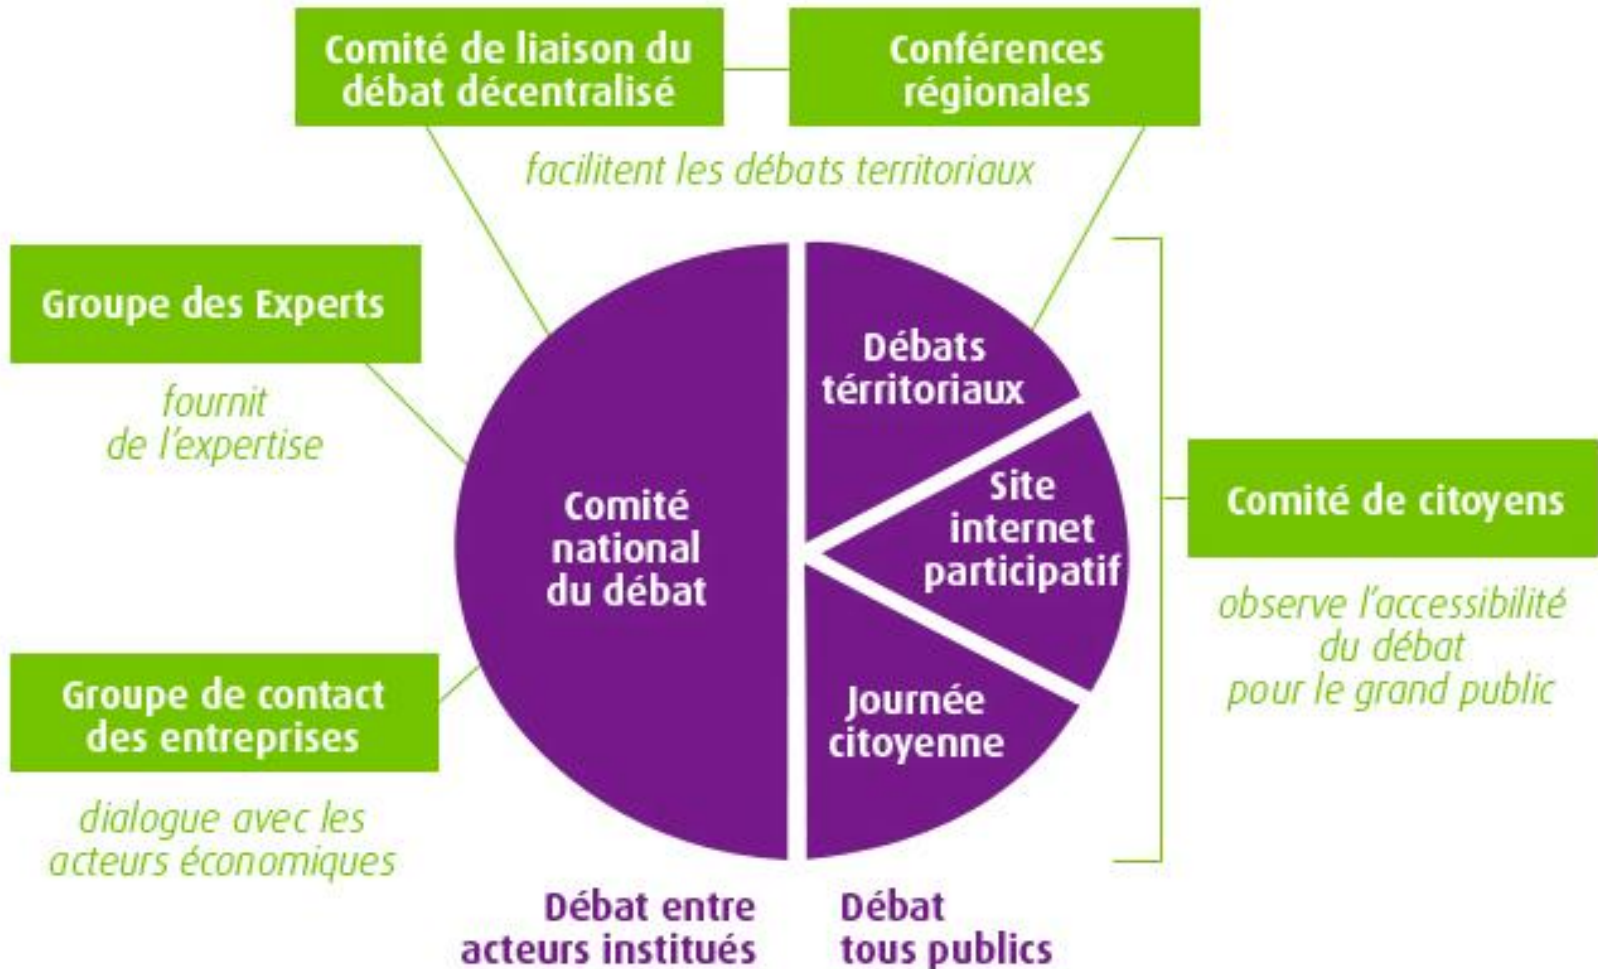 Comité de liaison du
débat décentralisé
Conférences
régionales
facilitent les débats territoriaux
Groupe des Experts
fournit
de l'expertise
Débats
térritoriaux
Site
internet
participatif
Comité
national
du débat
Comité de citoyens
observe l'accessibilité
du débat
pour le grand public
Groupe de contact
des entreprises
Journée
citoyenne
dialogue avec les
acteurs économiques
Débat entre
acteurs institués
Débat
tous publics